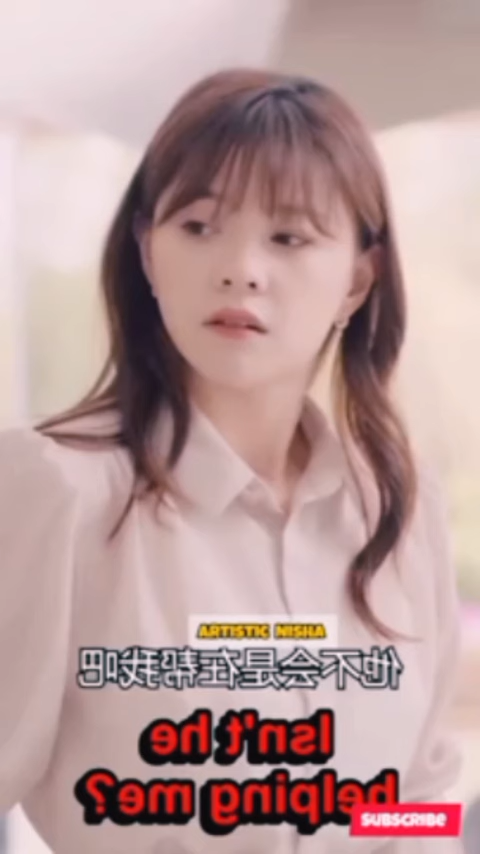 ARTISTIC NISHA
他不会是在帮我吧
Isn't he
helping me?
SUBSCRIBE